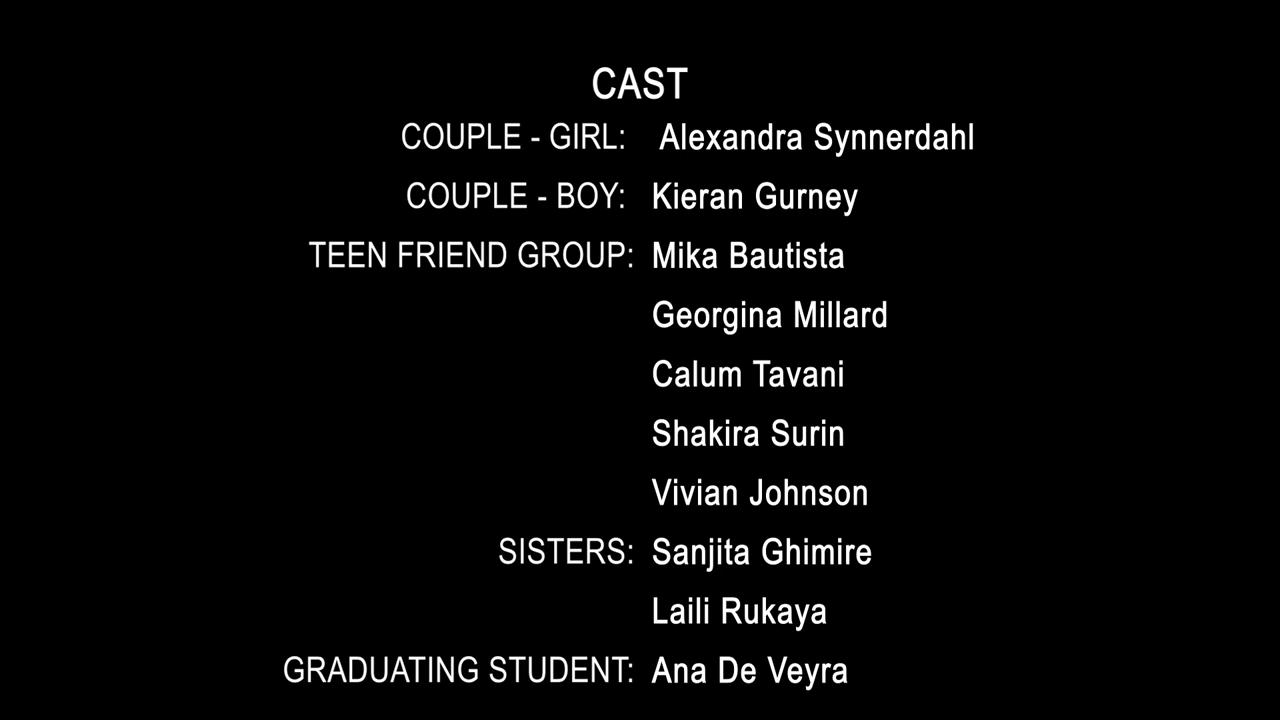 CAST
COUPLE - GIRL: Alexandra Synnerdahl
COUPLE - BOY: Kieran Gurney
TEEN FRIEND GROUP: Mika Bautista
Georgina Millard
Calum Tavani
Shakira Surin
Vivian Johnson
SISTERS: Sanjita Ghimire
Laili Rukaya
GRADUATING STUDENT: Ana De Veyra